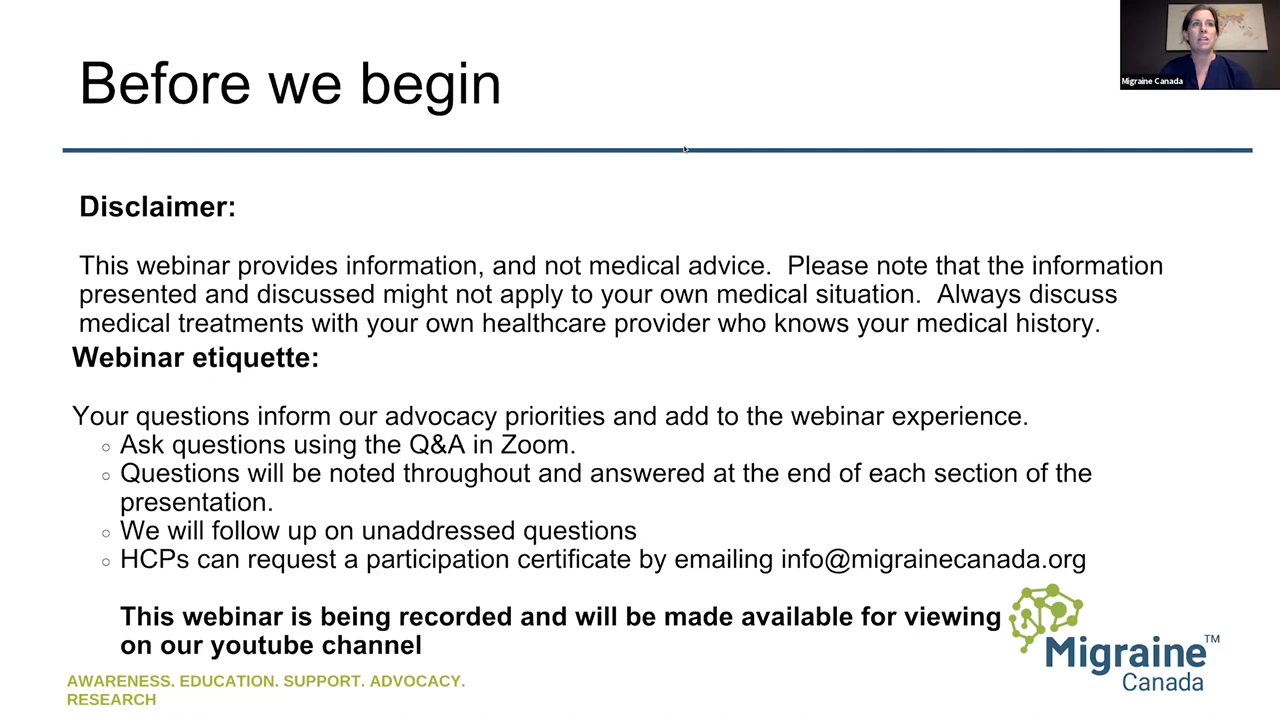 Before we begin
Migraine Canada
Disclaimer:
This webinar provides information, and not medical advice.  Please note that the information
presented and discussed might not apply to your own medical situation.  Always discuss
medical treatments with your own healthcare provider who knows your medical history.
Webinar etiquette:
Your questions inform our advocacy priorities and add to the webinar experience.
◦ Ask questions using the Q&A in Zoom.
◦ Questions will be noted throughout and answered at the end of each section of the
presentation.
◦ We will follow up on unaddressed questions
◦ HCPs can request a participation certificate by emailing info@migrainecanada.org
This webinar is being recorded and will be made available for viewing
on our youtube channel
Migraine™
Canada
AWARENESS. EDUCATION. SUPPORT. ADVOCACY.
RESEARCH